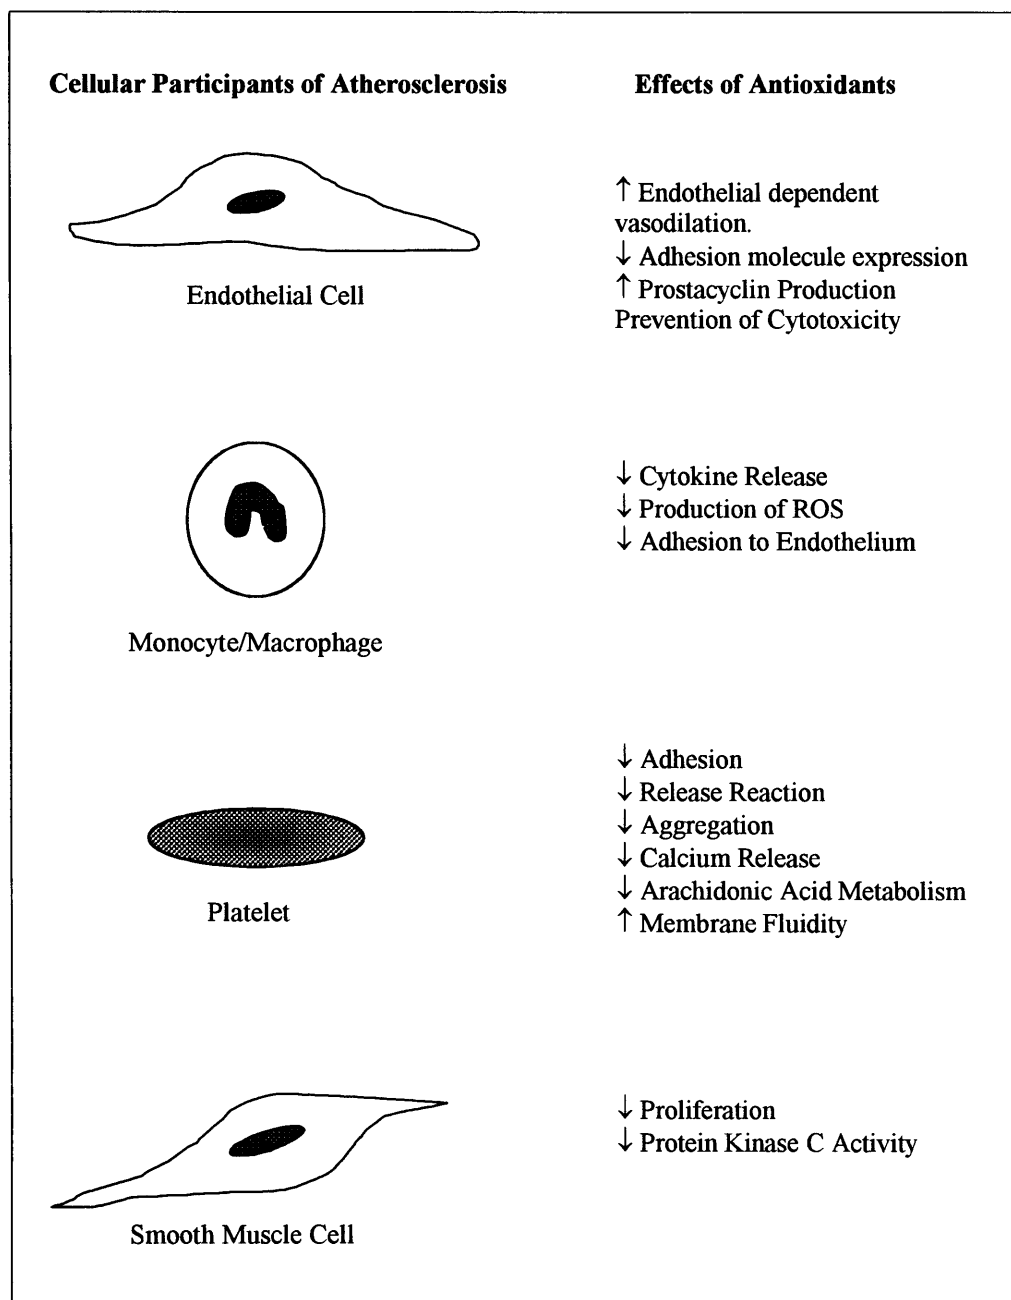 Cellular Participants of Atherosclerosis
Effects of Antioxidants
Endothelial Cell
↑ Endothelial dependent
vasodilation.
↓ Adhesion molecule expression
↑ Prostacyclin Production
Prevention of Cytotoxicity
Monocyte/Macrophage
↓ Cytokine Release
↓ Production of ROS
↓ Adhesion to Endothelium
Platelet
↓ Adhesion
↓ Release Reaction
↓ Aggregation
↓ Calcium Release
↓ Arachidonic Acid Metabolism
↑ Membrane Fluidity
Smooth Muscle Cell
↓ Proliferation
↓ Protein Kinase C Activity